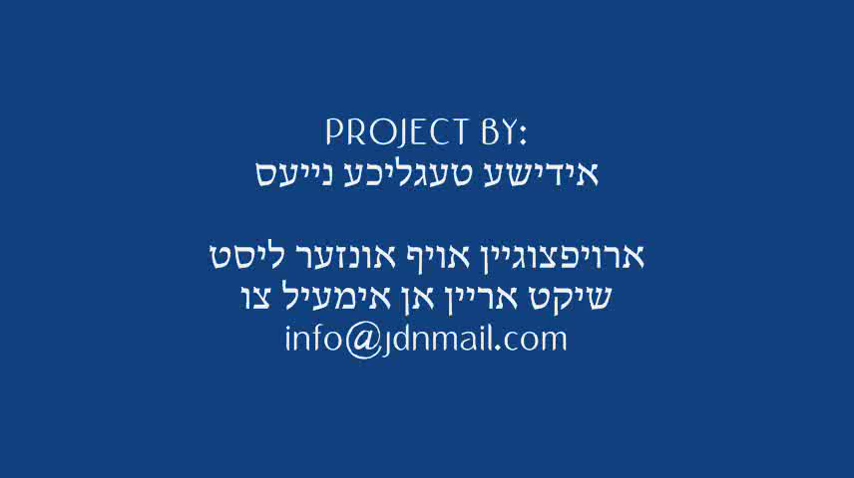 PROJECT BY:
אידישע טעגליכע נייעס
ארויפצוגיין אויף אונזער ליסט
שיקט אריין אן אימעיל צו
info@jdnmail.com